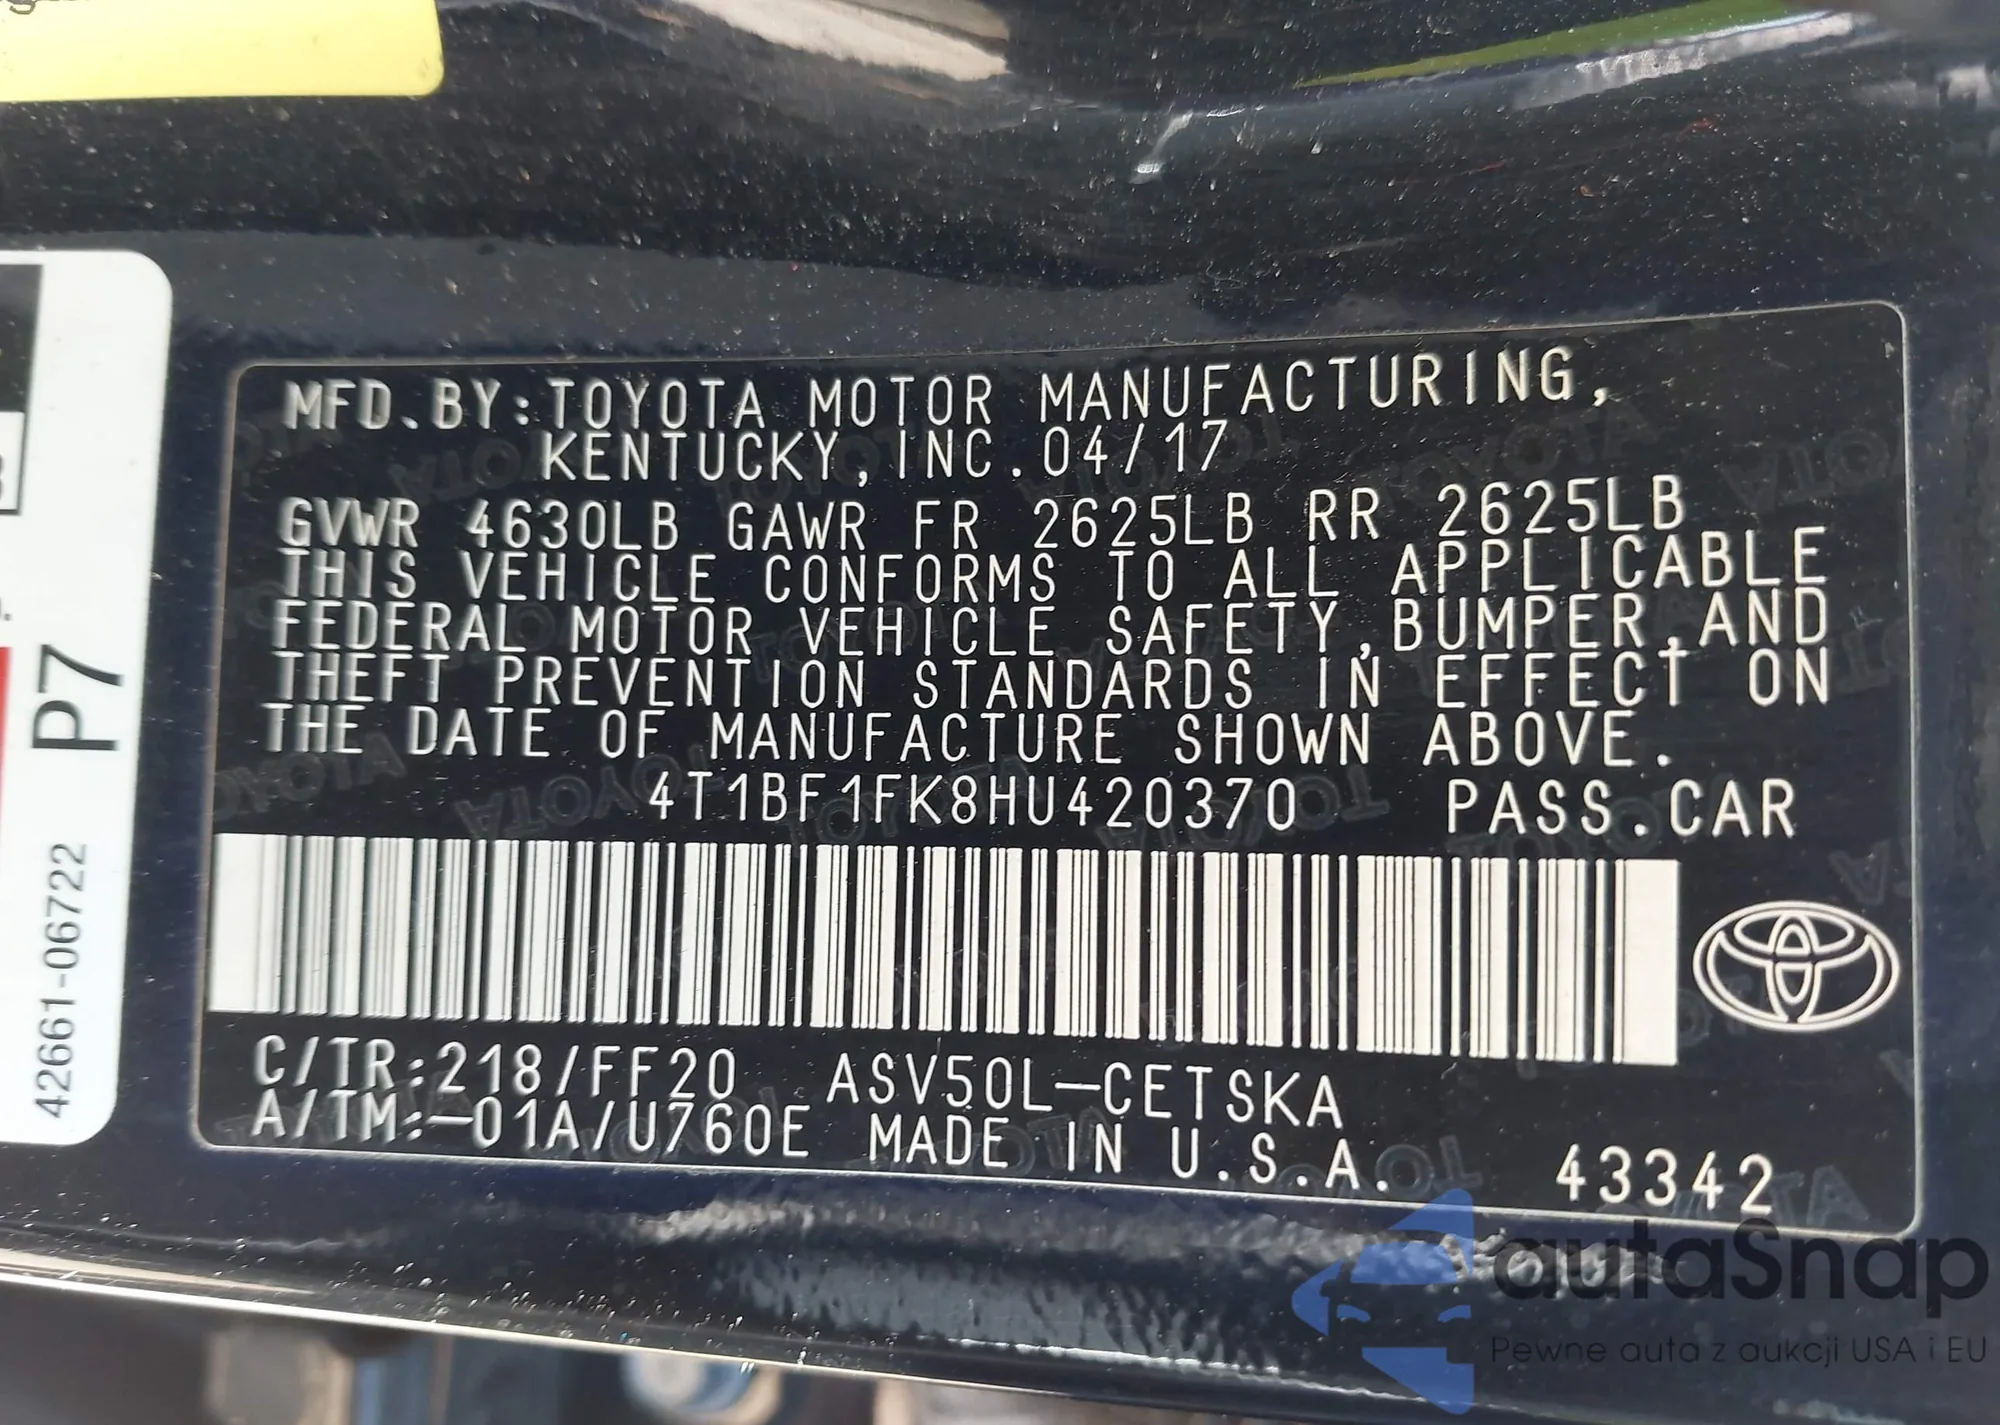 MFD.BY:TOYOTA MOTOR MANUFACTURING,
KENTUCKY,INC.04/17
GVWR 4630LB GAWR FR 2625LB RR 2625LB
THIS VEHICLE CONFORMS TO ALL APPLICABLE
FEDERAL MOTOR VEHICLE SAFETY,BUMPER,AND
THEFT PREVENTION STANDARDS IN EFFECT ON
THE DATE OF MANUFACTURE SHOWN ABOVE.
4T1BF1FK8HU420370 PASS.CAR
C/TR:218/FF20 ASV50L-CETSKA
A/TM:-01A/U760E MADE IN U.S.A.
43342
P7
42661-06722
autaSnap
Pewne auta z aukcji USA i EU